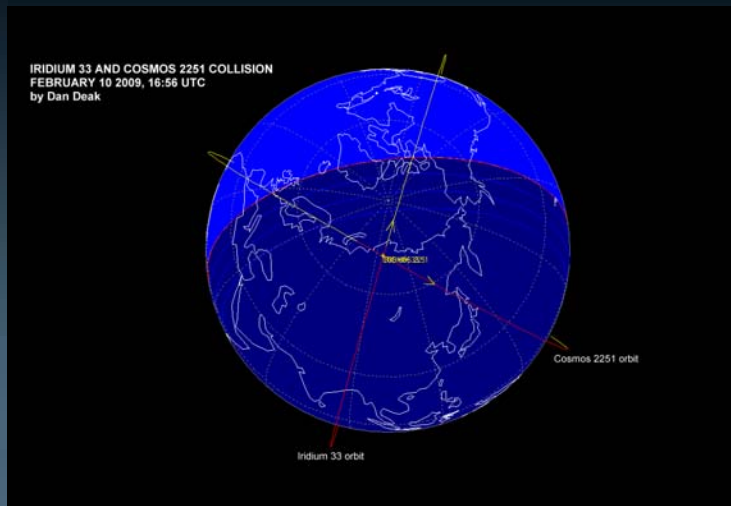 IRIDIUM 33 AND COSMOS 2251 COLLISION
FEBRUARY 10 2009, 16:56 UTC
by Dan Deak
Cosmos 2251 orbit
Iridium 33 orbit